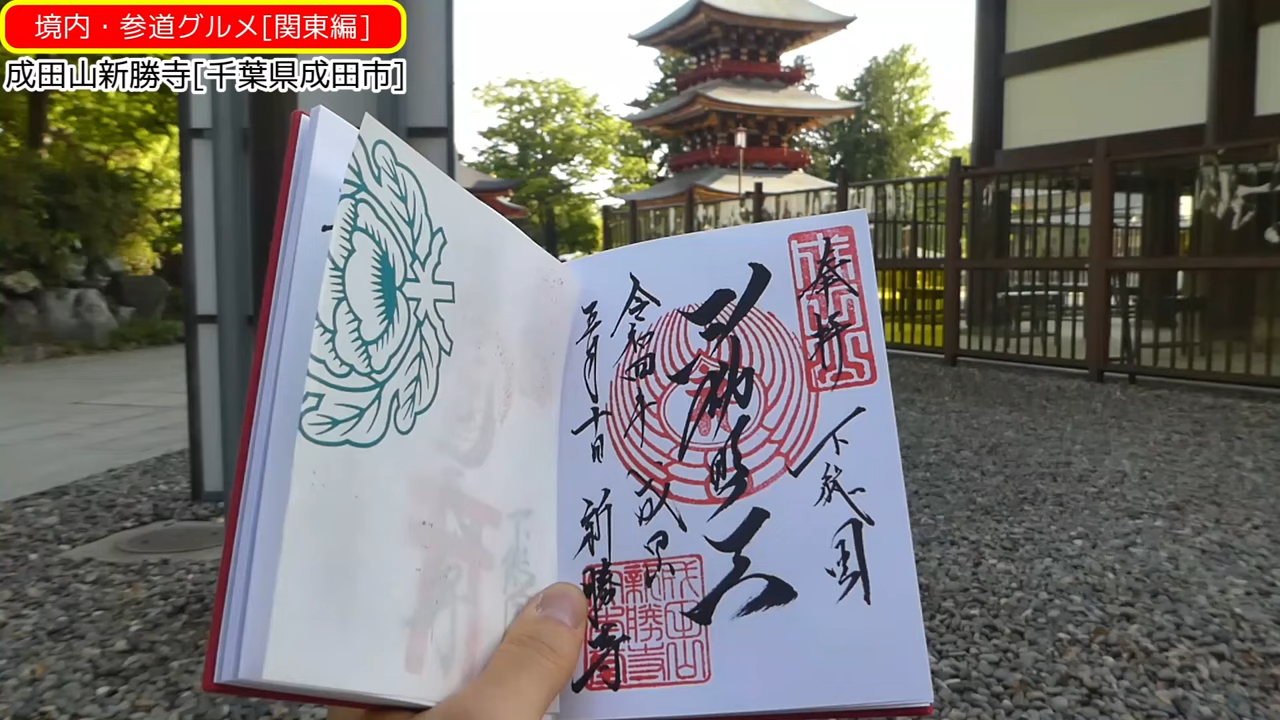 境内・参道グルメ[関東編]
成田山新勝寺[千葉県成田市]
奉拝
下総国
不動明王
令和四年
五月十日
成田山
新勝寺
成田山
新勝寺